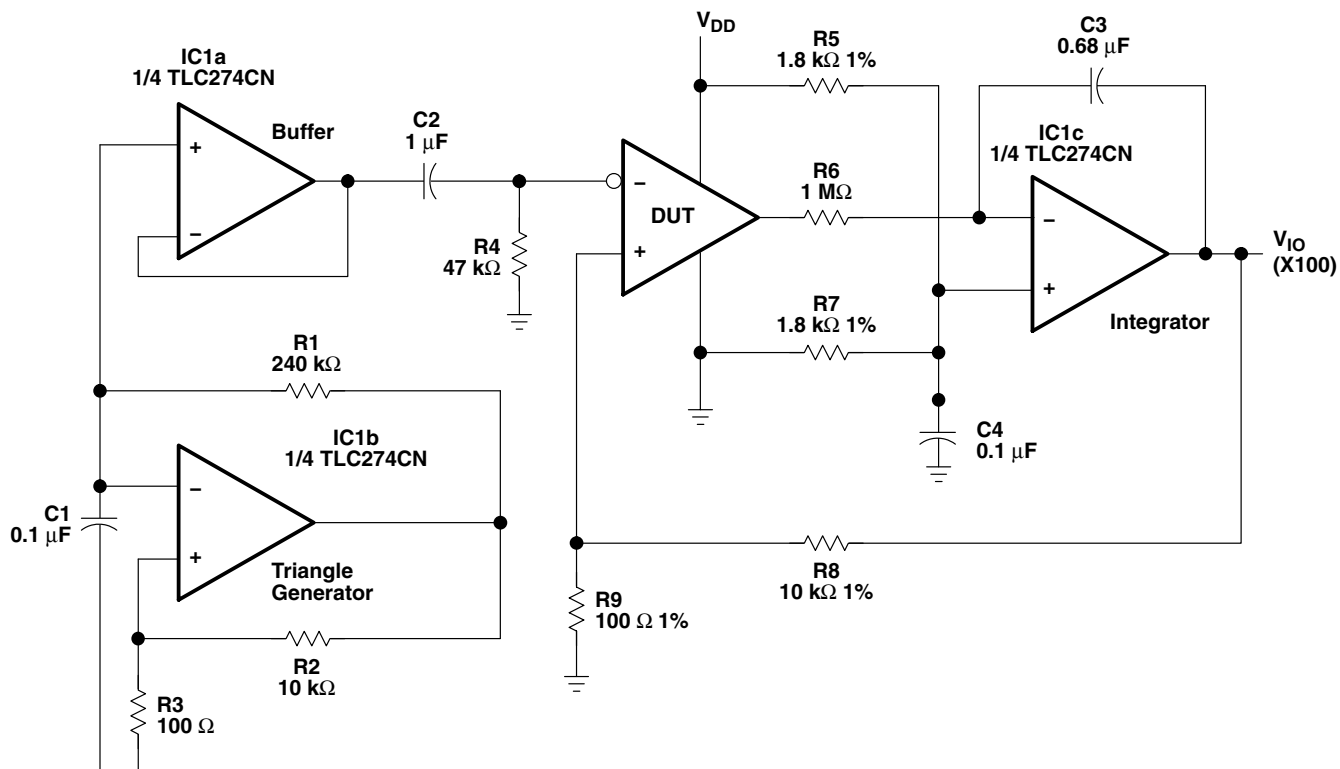 IC1a
1/4 TLC274CN
+
−
Buffer
C2
1 μF
R4
47 kΩ
R1
240 kΩ
IC1b
1/4 TLC274CN
−
+
C1
0.1 μF
Triangle
Generator
R2
10 kΩ
R3
100 Ω
VDD
−
DUT
+
R5
1.8 kΩ 1%
R6
1 MΩ
R7
1.8 kΩ 1%
C3
0.68 μF
IC1c
1/4 TLC274CN
−
+
Integrator
VIO
(X100)
C4
0.1 μF
R8
10 kΩ 1%
R9
100 Ω 1%